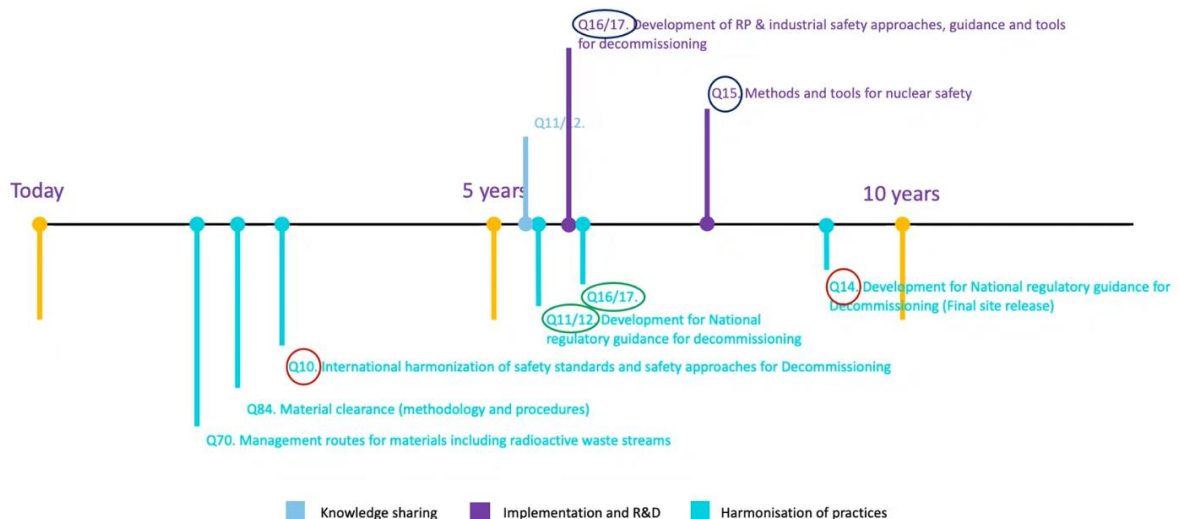 Q16/17. Development of RP & industrial safety approaches, guidance and tools
for decommissioning
Q15. Methods and tools for nuclear safety
Q11/12.
Today
5 years
10 years
Q14. Development for National regulatory guidance for
Decommissioning (Final site release)
Q16/17.
Q11/12. Development for National
regulatory guidance for decommissioning
Q10. International harmonization of safety standards and safety approaches for Decommissioning
Q84. Material clearance (methodology and procedures)
Q70. Management routes for materials including radioactive waste streams
Knowledge sharing
Implementation and R&D
Harmonisation of practices